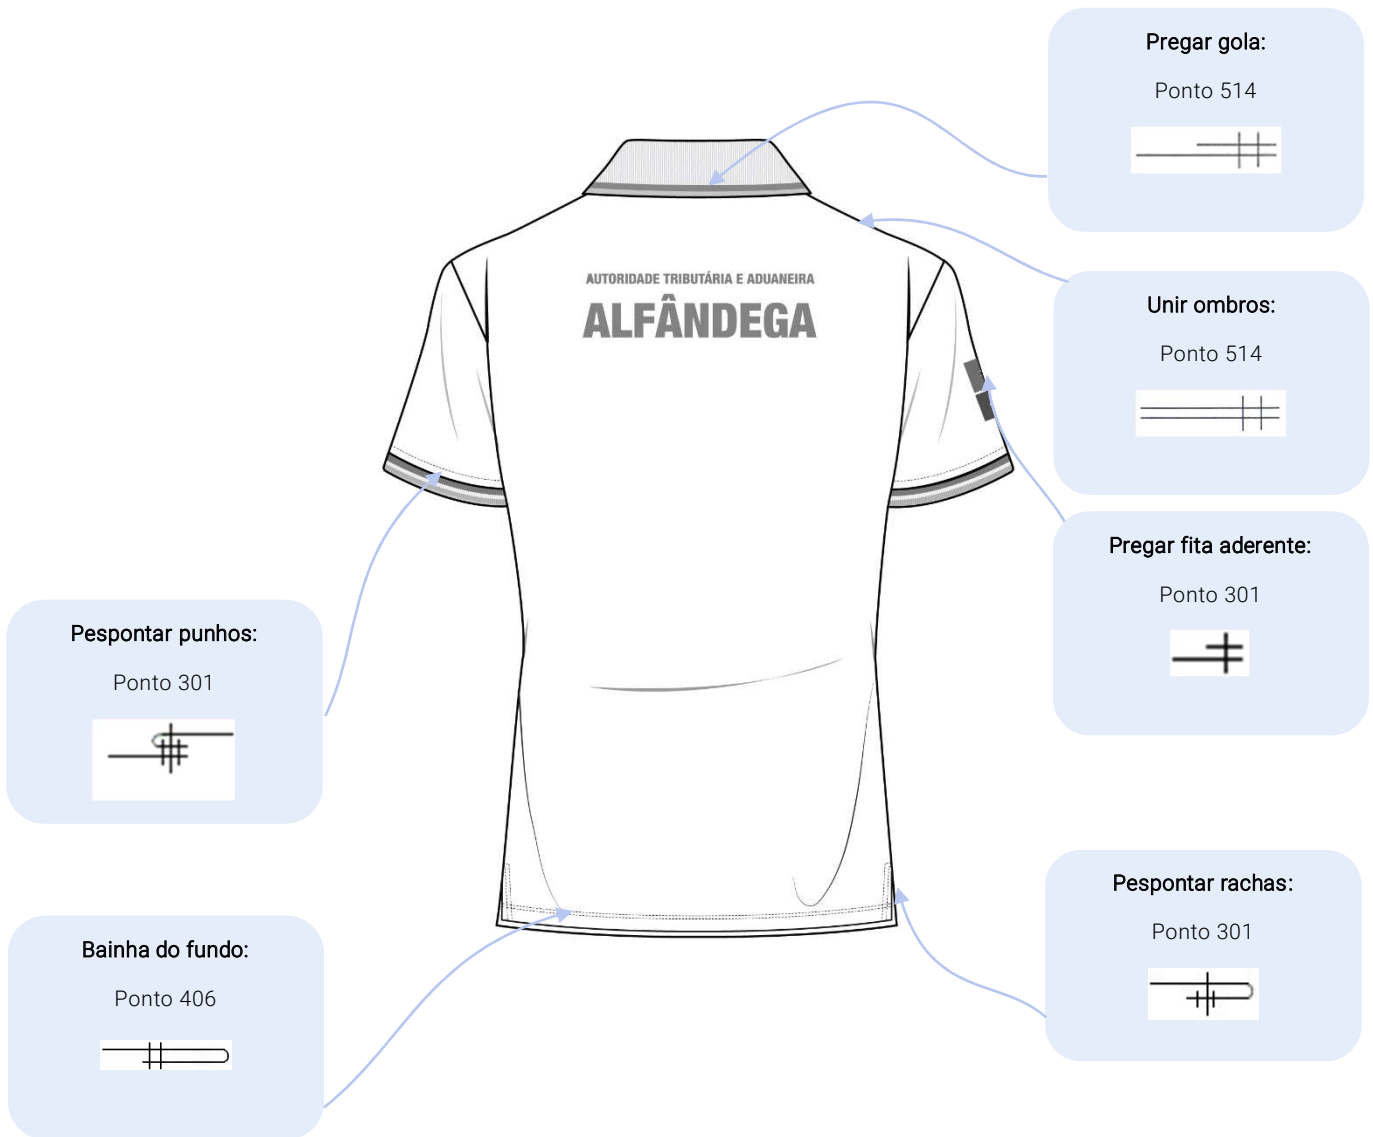 Pregar gola:
Ponto 514
AUTORIDADE TRIBUTÁRIA E ADUANEIRA
ALFÂNDEGA
Unir ombros:
Ponto 514
Pregar fita aderente:
Ponto 301
Pespontar punhos:
Ponto 301
Pespontar rachas:
Ponto 301
Bainha do fundo:
Ponto 406